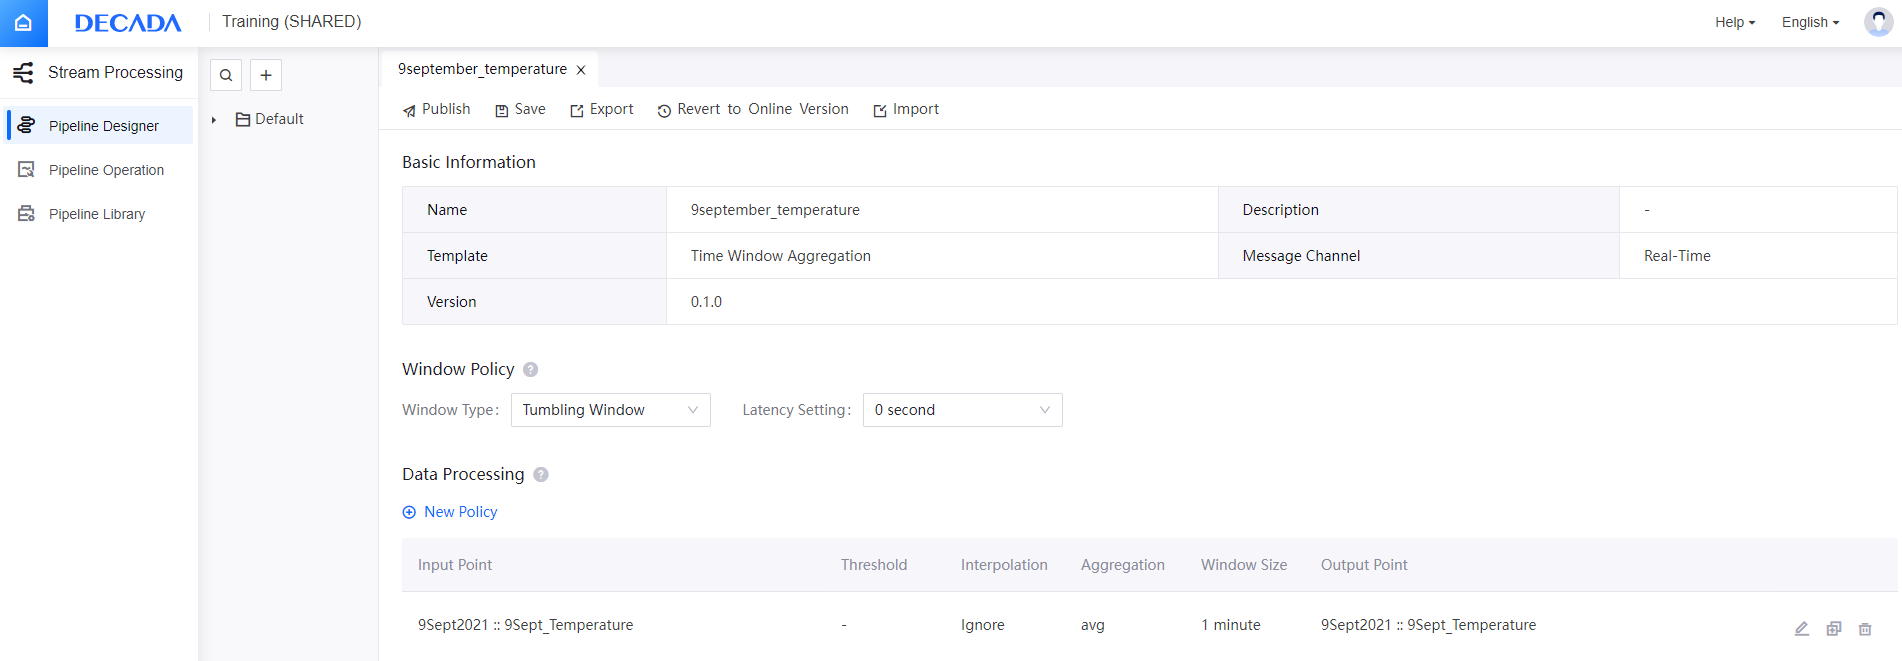 DECADA
Training (SHARED)
Help
English
Stream Processing
Pipeline Designer
Pipeline Operation
Pipeline Library
Default
9september_temperature
Publish Save Export Revert to Online Version Import
Basic Information
Name 9september_temperature Description -
Template Time Window Aggregation Message Channel Real-Time
Version 0.1.0
Window Policy ?
Window Type: Tumbling Window Latency Setting: 0 second
Data Processing ?
New Policy
Input Point Threshold Interpolation Aggregation Window Size Output Point
9Sept2021 :: 9Sept_Temperature - Ignore avg 1 minute 9Sept2021 :: 9Sept_Temperature